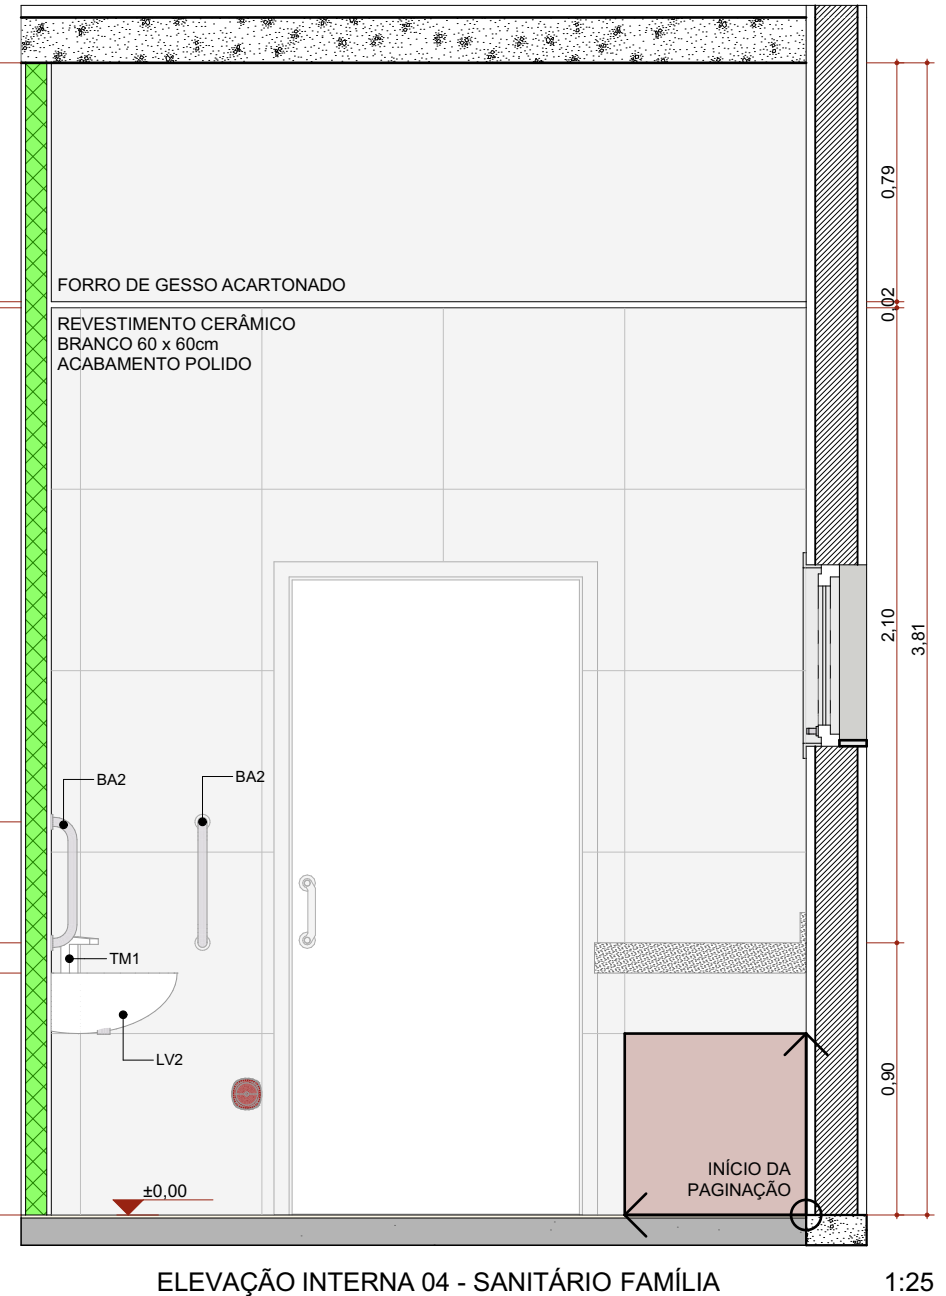 0,79
FORRO DE GESSO ACARTONADO
0,02
REVESTIMENTO CERÂMICO
BRANCO 60 x 60cm
ACABAMENTO POLIDO
2,10
3,81
BA2
BA2
TM1
LV2
0,90
INÍCIO DA
PAGINAÇÃO
±0,00
ELEVAÇÃO INTERNA 04 - SANITÁRIO FAMÍLIA
1:25